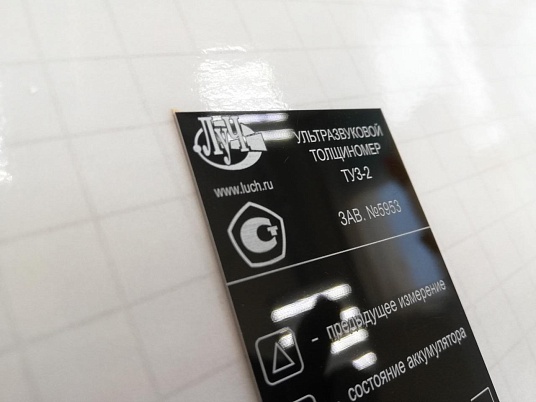 Луч
www.luch.ru
УЛЬТРАЗВУКОВОЙ
ТОЛЩИНОМЕР
ТУЗ-2
ЗАВ. №5953
- предыдущее измерение
состояние аккумулятора